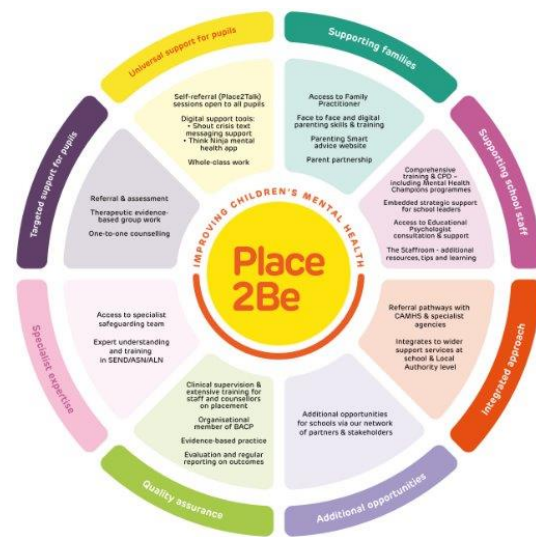 Universal support for pupils
Self-referral (Place2Talk)
sessions open to all pupils
Digital support tools:
• Shout crisis text
messaging support
• Think Ninja mental
health app
Whole-class work
Supporting families
Access to Family
Practitioner
Face to face and digital
parenting skills & training
Parenting Smart
advice website
Parent partnership
Supporting school staff
Comprehensive
training & CPD –
including Mental Health
Champions programmes
Embedded strategic support
for school leaders
Access to Educational
Psychologist
consultation & support
The Staffroom - additional
resources, tips and learning
Integrated approach
Referral pathways with
CAMHS & specialist
agencies
Integrates to wider
support services at
school & Local
Authority level
Additional opportunities
Additional opportunities
for schools via our network
of partners & stakeholders
Quality assurance
Clinical supervision &
extensive training for
staff and counsellors
on placement
Organisational
member of BACP
Evidence-based practice
Evaluation and regular
reporting on outcomes
Specialist expertise
Access to specialist
safeguarding team
Expert understanding
and training
in SEND/ASN/ALN
Targeted support for pupils
Referral & assessment
Therapeutic evidence-
based group work
One-to-one counselling
IMPROVING CHILDREN'S MENTAL HEALTH
Place
2Be